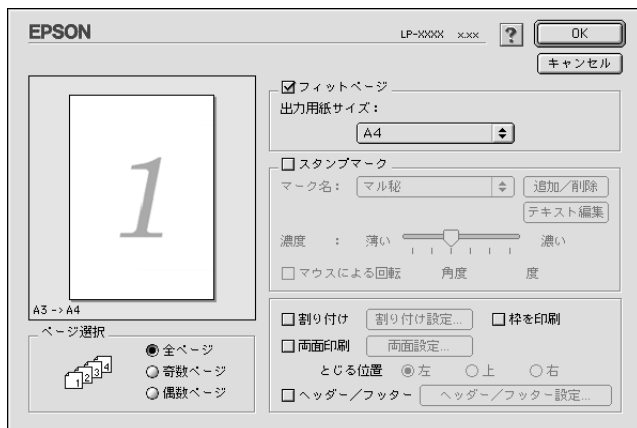 EPSON
LP-XXXX x.xx ? OK
キャンセル
1
A3->A4
ページ選択
1 2 3 4
全ページ
奇数ページ
偶数ページ
フィットページ
出力用紙サイズ：
A4
スタンプマーク
マーク名： マル秘 追加／削除
テキスト編集
濃度 ： 薄い 濃い
マウスによる回転 角度 度
割り付け 割り付け設定... 枠を印刷
両面印刷 両面設定...
とじる位置 左 上 右
ヘッダー／フッター ヘッダー／フッター設定...